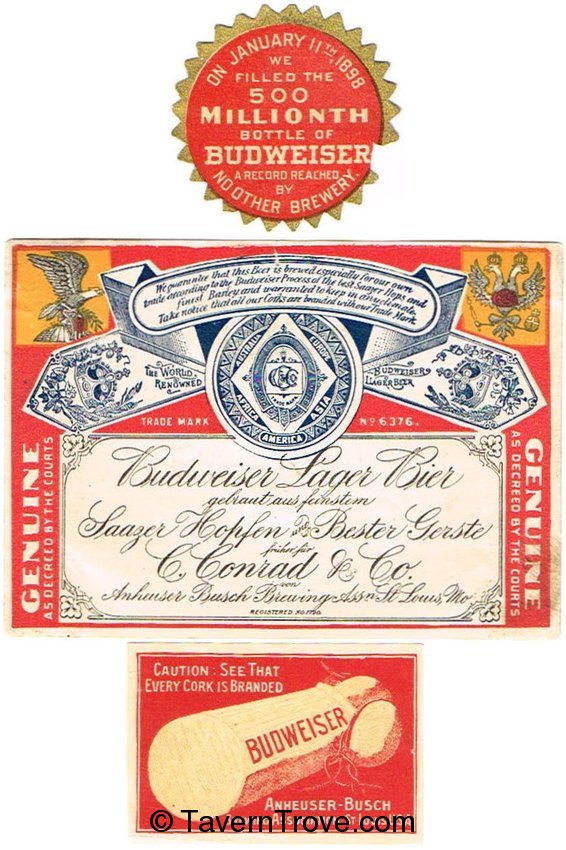 ON JANUARY 11TH, 1898
WE
FILLED THE
500
MILLIONTH
BOTTLE OF
BUDWEISER
A RECORD REACHED
BY
NO OTHER BREWERY.
We guarantee that this Beer is brewed especially for our own
trade according to the Budweiser Process of the best Saazer Hops and
finest Barley and warranted to keep in any climate.
Take notice that all our Corks are branded with our Trade Mark.
THE WORLD
RENOWNED
AUSTRALIA
EUROPE
AFRICA
ASIA
AMERICA
TRADE MARK
BUDWEISER
LAGER BEER
TRADE MARK
No 6376.
GENUINE
AS DECREED BY THE COURTS
GENUINE
AS DECREED BY THE COURTS
Budweiser Lager Bier
gebraut aus feinstem
Saazer Hopfen & Bester Gerste
früher für
C. Conrad & Co.
von
Anheuser Busch Brewing Ass'n St Louis, Mo.
REGISTERED NO. 1790.
CAUTION: SEE THAT
EVERY CORK IS BRANDED
BUDWEISER
ANHEUSER-BUSCH
© TavernTrove.com